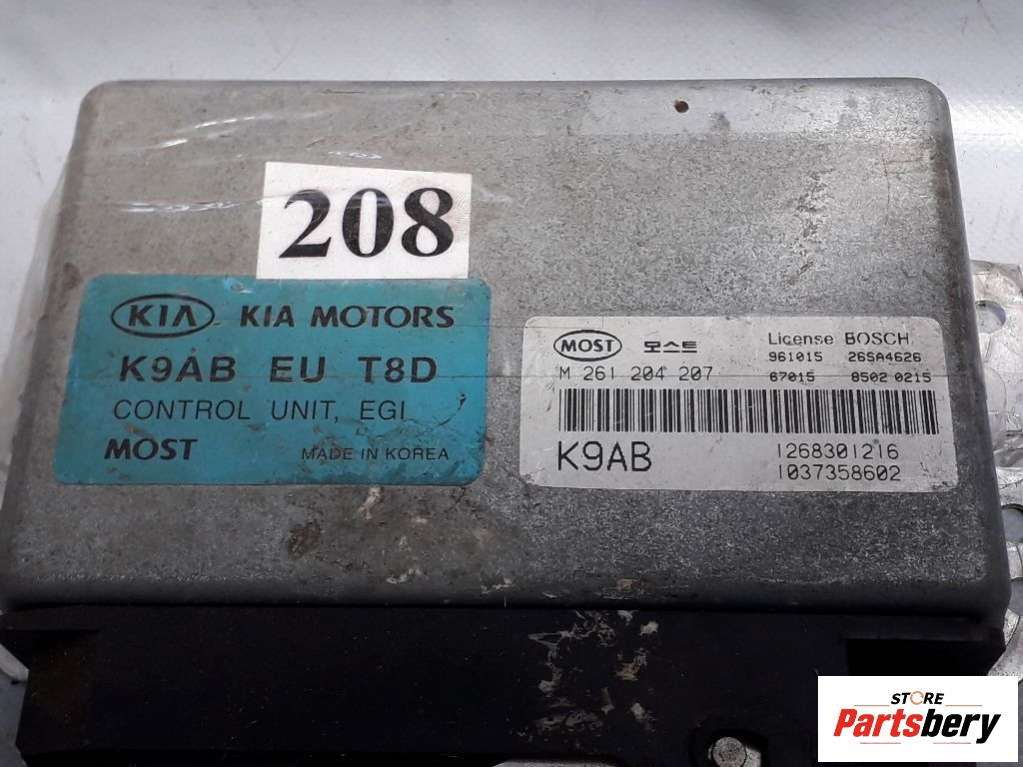 208
KIA KIA MOTORS
K9AB EU T8D
CONTROL UNIT, EGI
MOST MADE IN KOREA
MOST 모스트 License BOSCH
961015 26SA4626
M 261 204 207 67015 8502 0215
K9AB 1268301216
1037358602
STORE
Partsbery